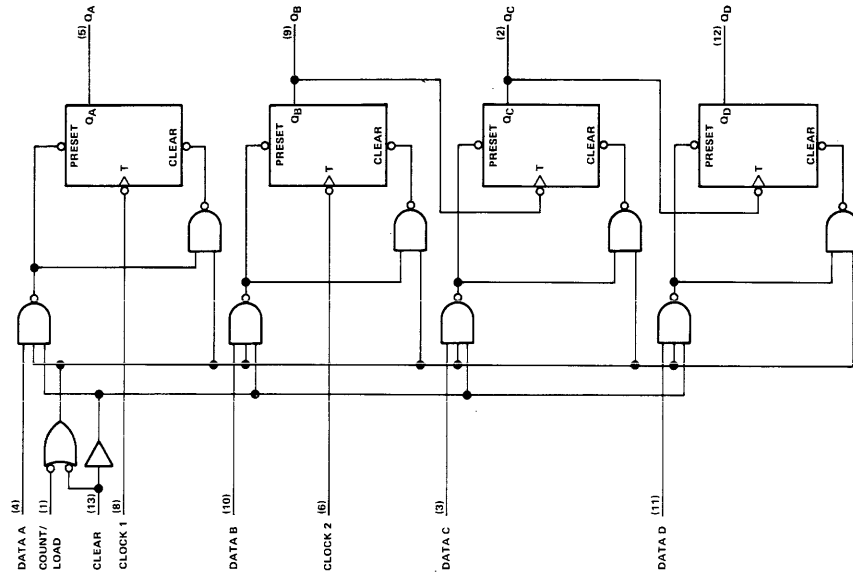 DATA A (4)
COUNT/ LOAD (1)
CLEAR (13)
CLOCK 1 (8)
PRESET
QA
T
CLEAR
(5) QA
DATA B (10)
CLOCK 2 (6)
PRESET
QB
T
CLEAR
(9) QB
DATA C (3)
PRESET
QC
T
CLEAR
(2) QC
DATA D (11)
PRESET
QD
T
CLEAR
(12) QD